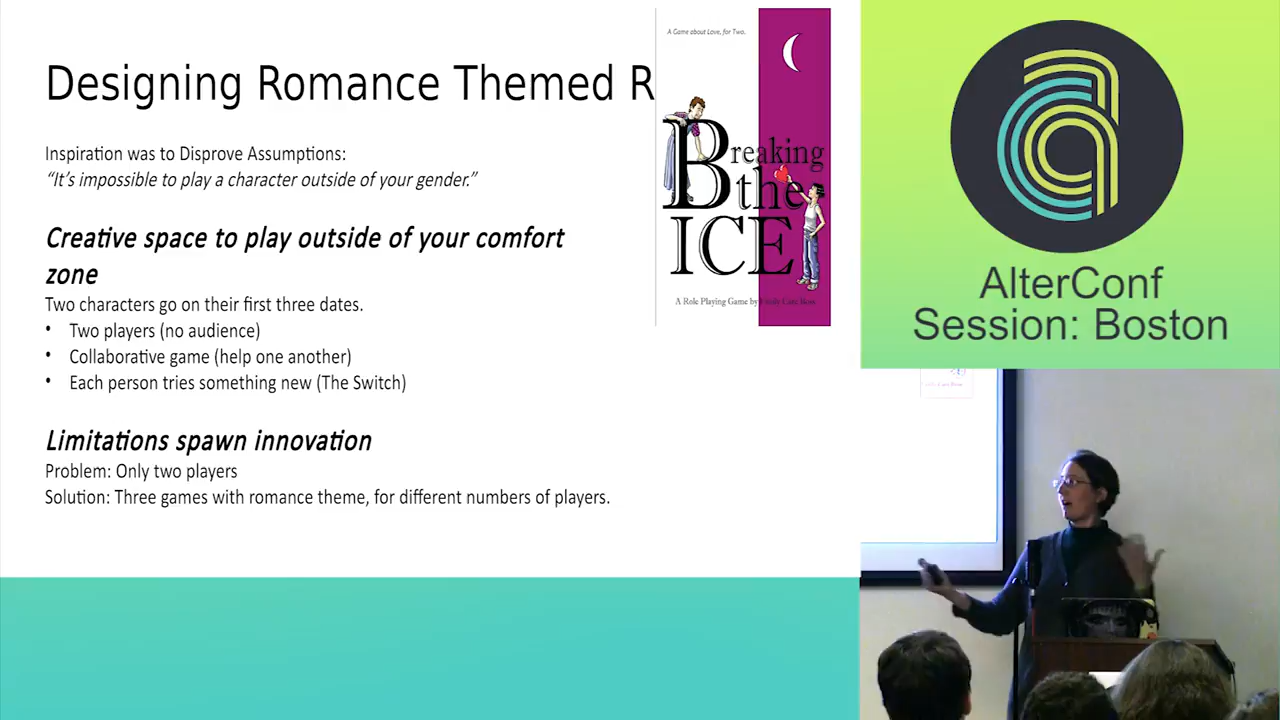 Designing Romance Themed R
Inspiration was to Disprove Assumptions:
“It’s impossible to play a character outside of your gender.”
Creative space to play outside of your comfort
zone
Two characters go on their first three dates.
• Two players (no audience)
• Collaborative game (help one another)
• Each person tries something new (The Switch)
Limitations spawn innovation
Problem: Only two players
Solution: Three games with romance theme, for different numbers of players.
A Game about Love, for Two.
Breaking
the
ICE
A Role Playing Game by Emily Care Boss
AlterConf
Session: Boston